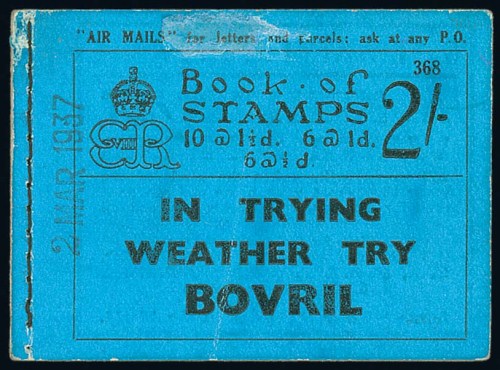 "AIR MAILS" for letters and parcels: ask at any P.O.
368
Book of
STAMPS
2/-
10 @ 1½d. 6 @ 1d.
6 @ ½d.
E VIII R
2 MAR 1937
IN TRYING
WEATHER TRY
BOVRIL